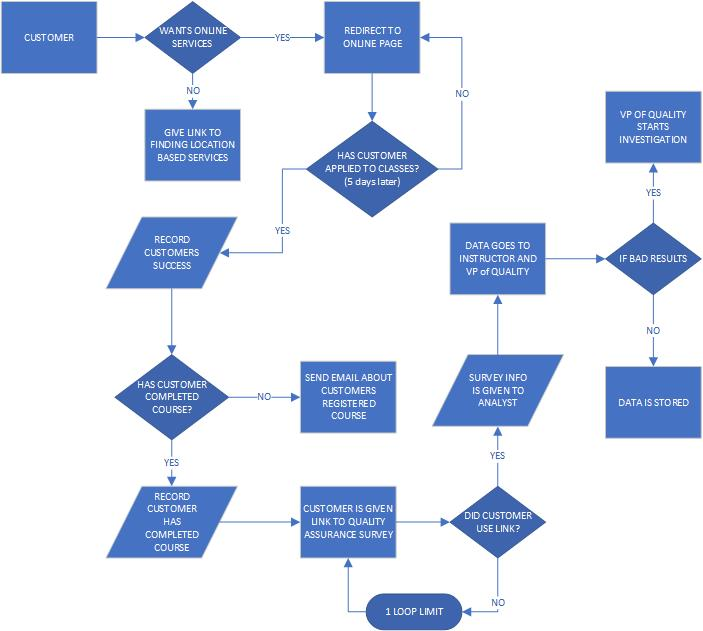 CUSTOMER
WANTS ONLINE
SERVICES
YES
REDIRECT TO
ONLINE PAGE
NO
GIVE LINK TO
FINDING LOCATION
BASED SERVICES
NO
HAS CUSTOMER
APPLIED TO CLASSES?
(5 days later)
YES
RECORD
CUSTOMERS
SUCCESS
HAS CUSTOMER
COMPLETED
COURSE?
NO
SEND EMAIL ABOUT
CUSTOMERS
REGISTERED
COURSE
YES
RECORD
CUSTOMER
HAS
COMPLETED
COURSE
CUSTOMER IS GIVEN
LINK TO QUALITY
ASSURANCE SURVEY
DID CUSTOMER
USE LINK?
NO
1 LOOP LIMIT
YES
SURVEY INFO
IS GIVEN TO
ANALYST
DATA GOES TO
INSTRUCTOR AND
VP of QUALITY
IF BAD RESULTS
YES
VP OF QUALITY
STARTS
INVESTIGATION
NO
DATA IS STORED